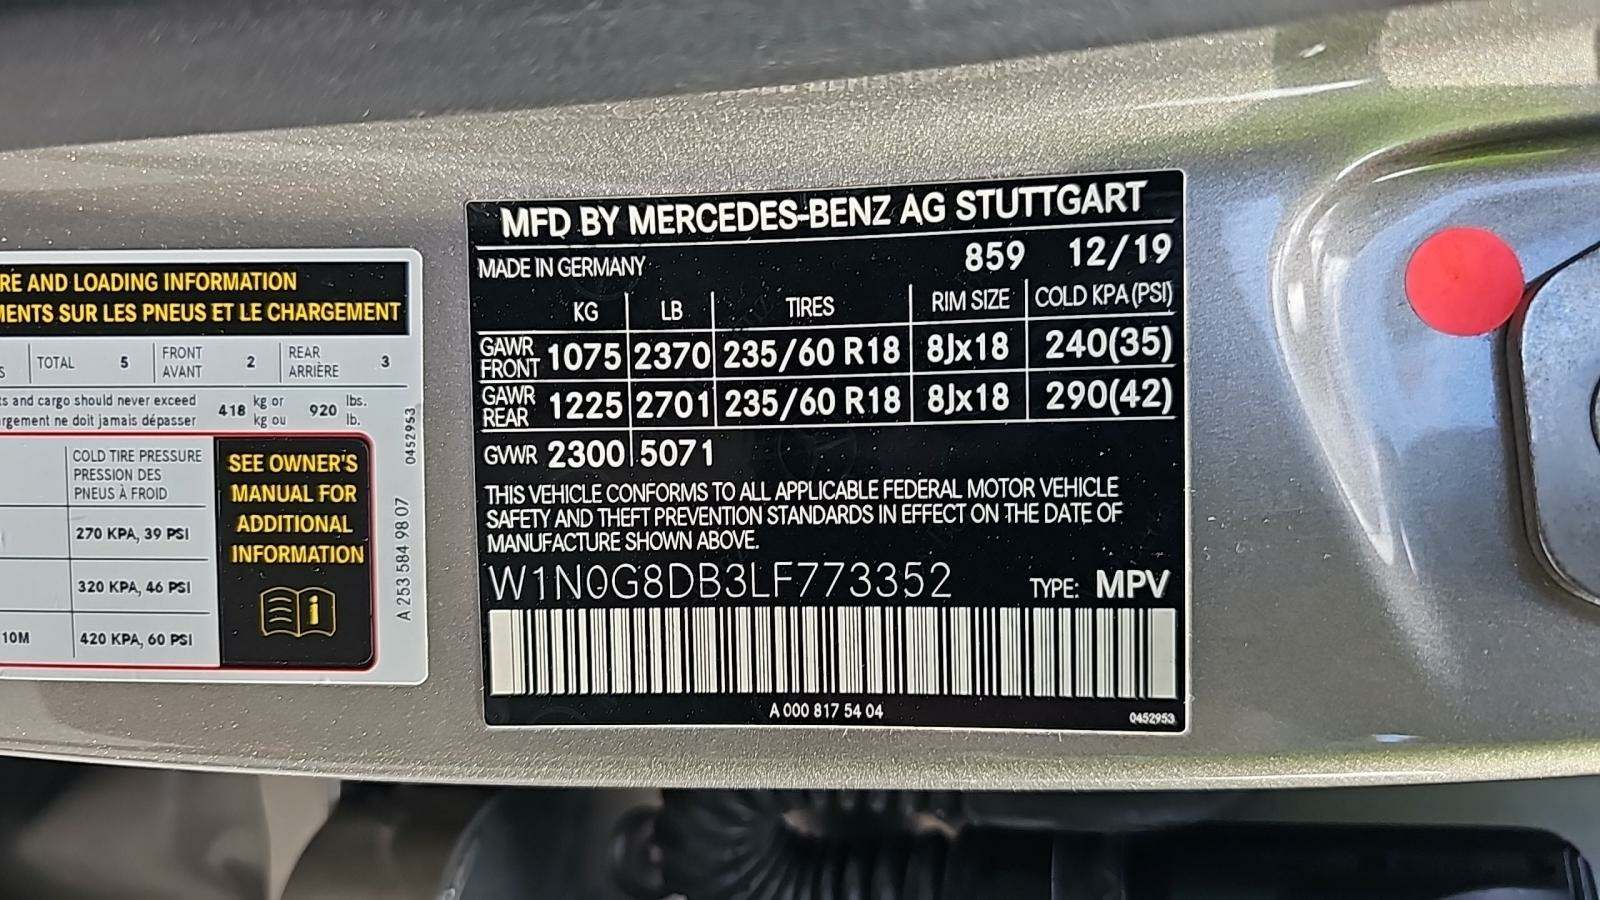 RE AND LOADING INFORMATION
MENTS SUR LES PNEUS ET LE CHARGEMENT
TOTAL 5 FRONT AVANT 2 REAR ARRIÈRE 3
ts and cargo should never exceed
rgement ne doit jamais dépasser
418 kg or kg ou 920 lbs. lb.
COLD TIRE PRESSURE
PRESSION DES
PNEUS À FROID
270 KPA, 39 PSI
320 KPA, 46 PSI
10M 420 KPA, 60 PSI
SEE OWNER'S
MANUAL FOR
ADDITIONAL
INFORMATION
i
0452953
A 253 584 98 07
MFD BY MERCEDES-BENZ AG STUTTGART
MADE IN GERMANY 859 12/19
KG LB TIRES RIM SIZE COLD KPA(PSI)
GAWR FRONT 1075 2370 235/60 R18 8Jx18 240(35)
GAWR REAR 1225 2701 235/60 R18 8Jx18 290(42)
GVWR 2300 5071
THIS VEHICLE CONFORMS TO ALL APPLICABLE FEDERAL MOTOR VEHICLE
SAFETY AND THEFT PREVENTION STANDARDS IN EFFECT ON THE DATE OF
MANUFACTURE SHOWN ABOVE.
W1N0G8DB3LF773352 TYPE: MPV
A 000 817 54 04
0452953